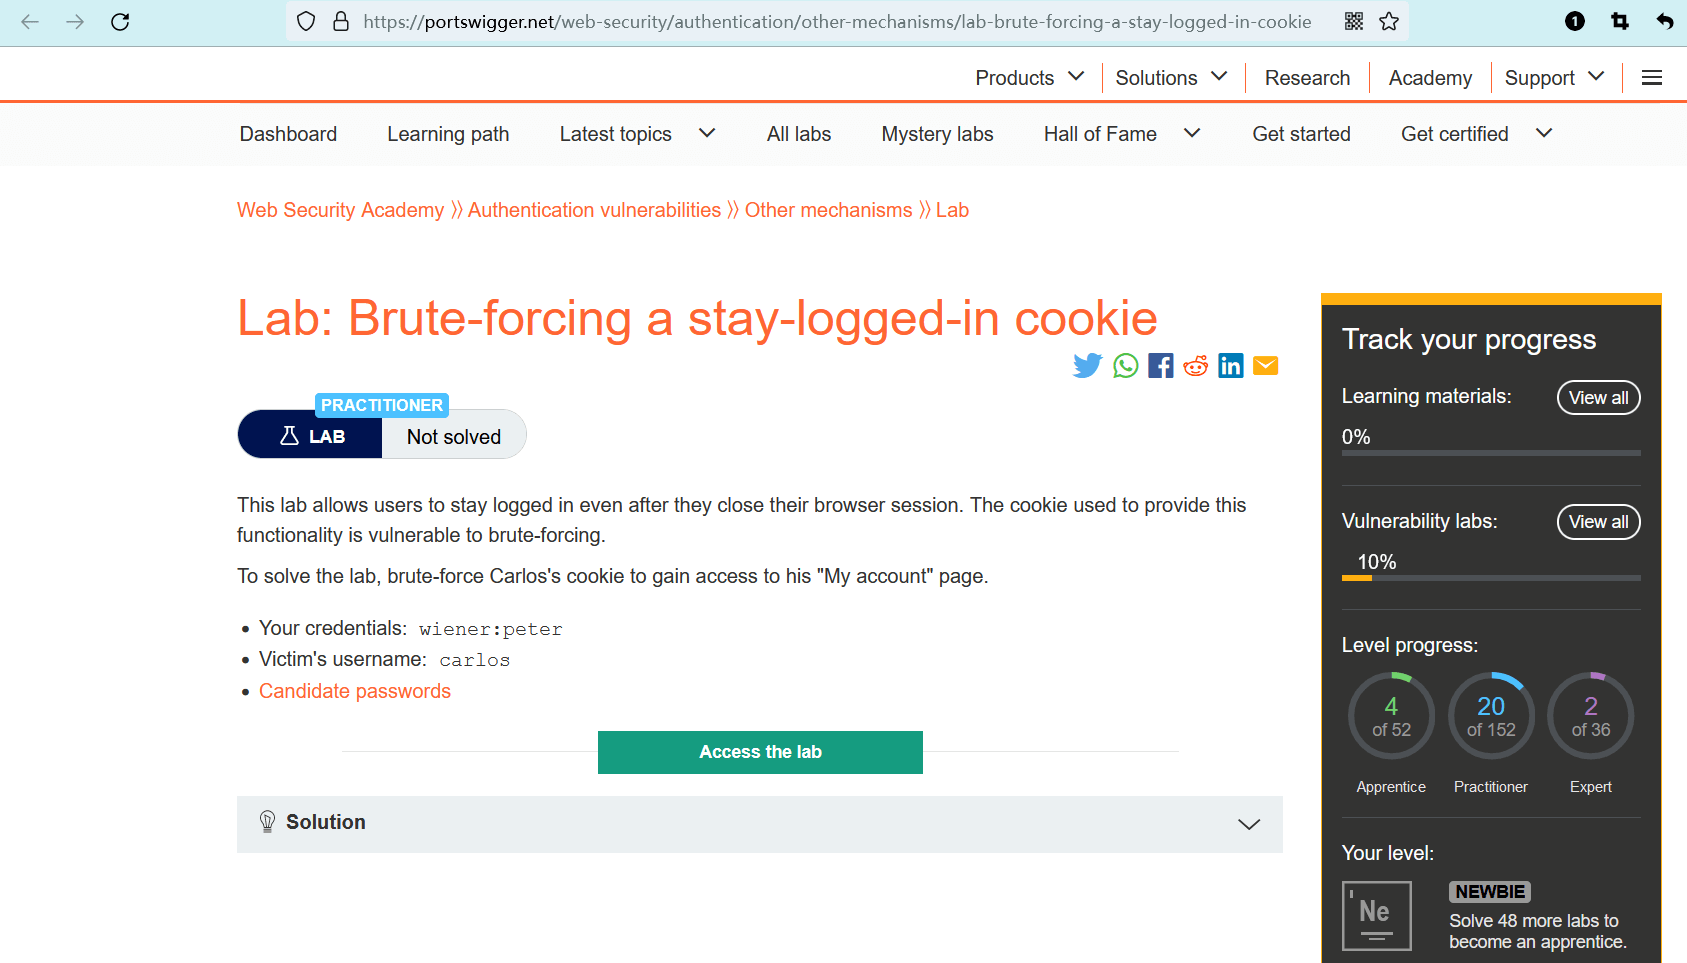 https://portswigger.net/web-security/authentication/other-mechanisms/lab-brute-forcing-a-stay-logged-in-cookie
1
Products Solutions Research Academy Support
Dashboard Learning path Latest topics All labs Mystery labs Hall of Fame Get started Get certified
Web Security Academy ⟩⟩ Authentication vulnerabilities ⟩⟩ Other mechanisms ⟩⟩ Lab
Lab: Brute-forcing a stay-logged-in cookie
PRACTITIONER
LAB Not solved
This lab allows users to stay logged in even after they close their browser session. The cookie used to provide this
functionality is vulnerable to brute-forcing.
To solve the lab, brute-force Carlos's cookie to gain access to his "My account" page.
• Your credentials: wiener:peter
• Victim's username: carlos
• Candidate passwords
Access the lab
Solution
Track your progress
Learning materials: View all
0%
Vulnerability labs: View all
10%
Level progress:
4 of 52 Apprentice
20 of 152 Practitioner
2 of 36 Expert
Your level:
Ne
NEWBIE
Solve 48 more labs to
become an apprentice.